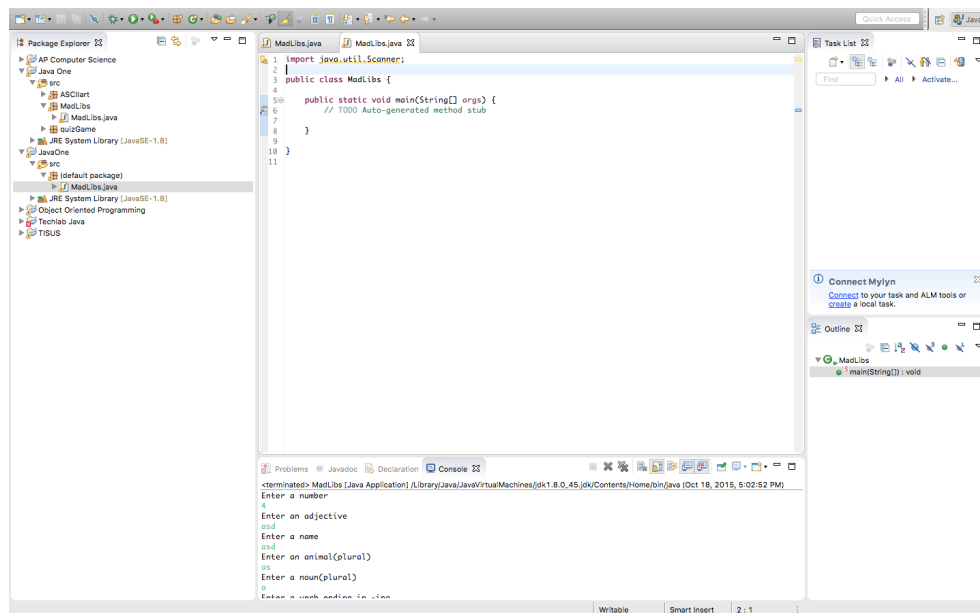 Quick Access
Java
Package Explorer
AP Computer Science
Java One
src
ASCIIart
MadLibs
MadLibs.java
quizGame
JRE System Library [JavaSE-1.8]
JavaOne
src
(default package)
MadLibs.java
JRE System Library [JavaSE-1.8]
Object Oriented Programming
Techlab Java
TISUS
MadLibs.java
MadLibs.java
1 import java.util.Scanner;
2
3 public class MadLibs {
4
5 public static void main(String[] args) {
6 // TODO Auto-generated method stub
7
8 }
9
10 }
11
Problems
Javadoc
Declaration
Console
<terminated> MadLibs [Java Application] /Library/Java/JavaVirtualMachines/jdk1.8.0_45.jdk/Contents/Home/bin/java (Oct 18, 2015, 5:02:52 PM)
Enter a number
4
Enter an adjective
asd
Enter a name
asd
Enter an animal(plural)
as
Enter a noun(plural)
a
Enter a verb ending in -ing
Task List
Find
All
Activate...
Connect Mylyn
Connect to your task and ALM tools or
create a local task.
Outline
MadLibs
main(String[]) : void
Writable
Smart Insert
2 : 1